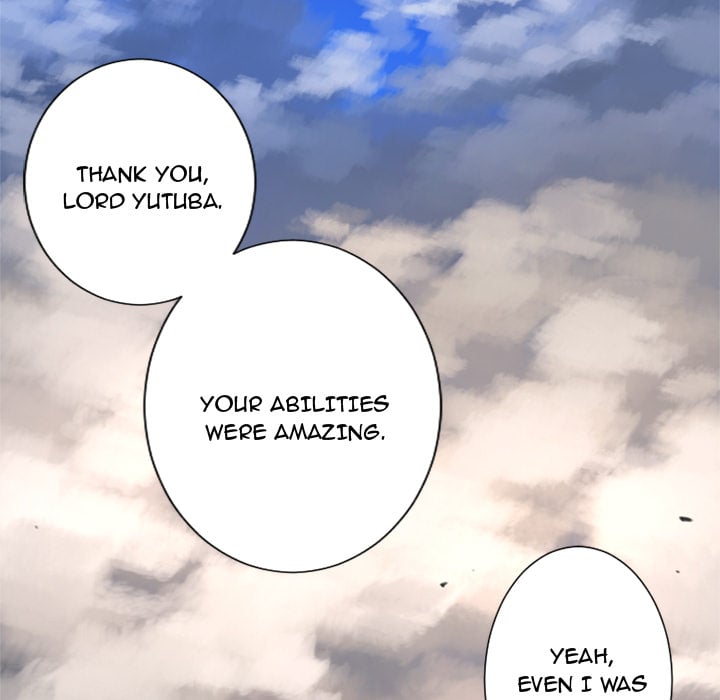 THANK YOU,
LORD YUTUBA.
YOUR ABILITIES
WERE AMAZING.
YEAH,
EVEN I WAS